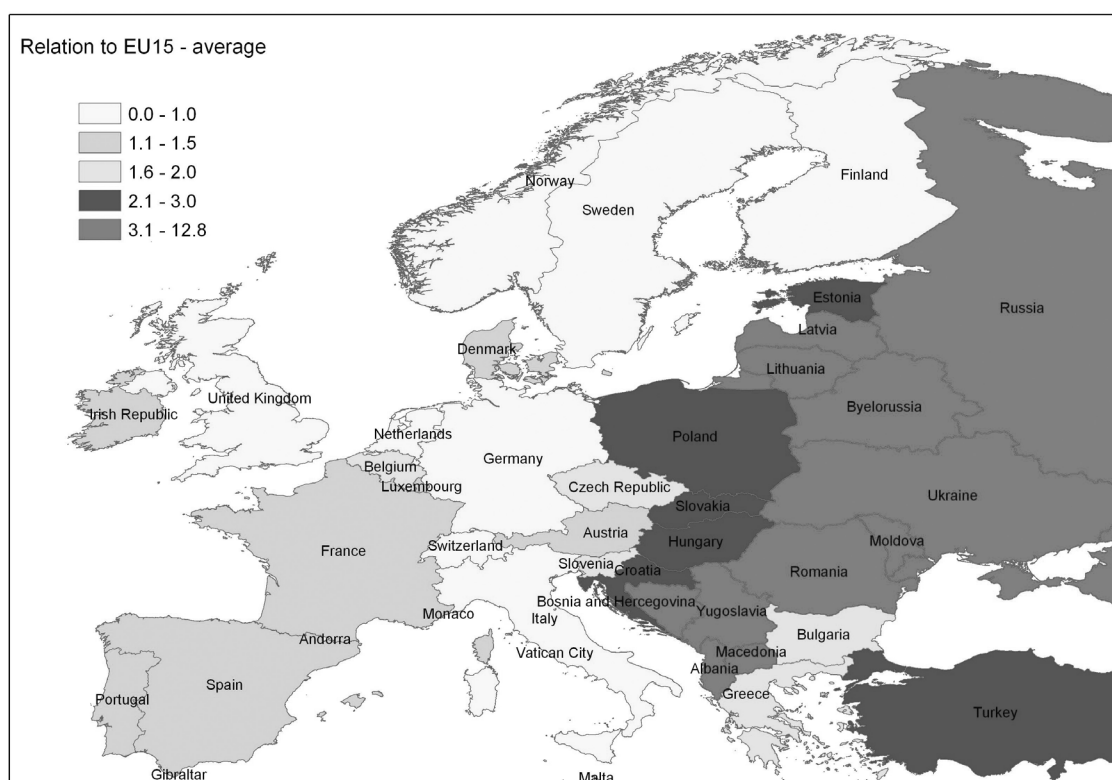 Relation to EU15 - average
0.0 - 1.0
1.1 - 1.5
1.6 - 2.0
2.1 - 3.0
3.1 - 12.8
Norway
Finland
Sweden
Estonia
Russia
Latvia
Denmark
Lithuania
United Kingdom
Irish Republic
Byelorussia
Netherlands
Poland
Germany
Belgium
Czech Republic
Luxembourg
Ukraine
Slovakia
Austria
France
Switzerland
Hungary
Moldova
Slovenia
Croatia
Romania
Bosnia and Hercegovina
Monaco
Yugoslavia
Italy
Andorra
Bulgaria
Vatican City
Macedonia
Albania
Spain
Greece
Portugal
Turkey
Gibraltar
Malta